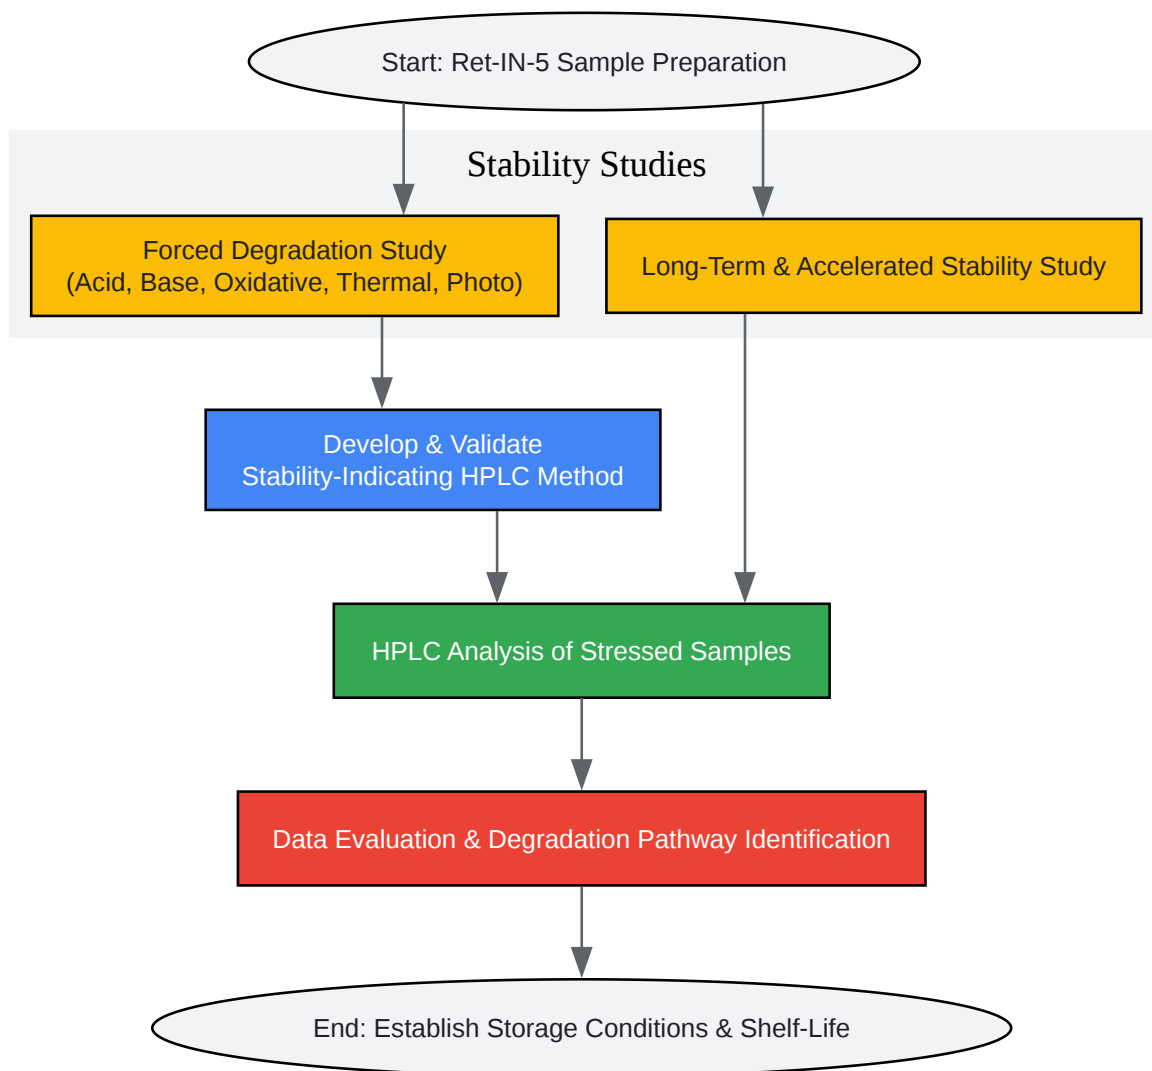 Start: Ret-IN-5 Sample Preparation
Stability Studies
Forced Degradation Study
(Acid, Base, Oxidative, Thermal, Photo)
Long-Term & Accelerated Stability Study
Develop & Validate
Stability-Indicating HPLC Method
HPLC Analysis of Stressed Samples
Data Evaluation & Degradation Pathway Identification
End: Establish Storage Conditions & Shelf-Life